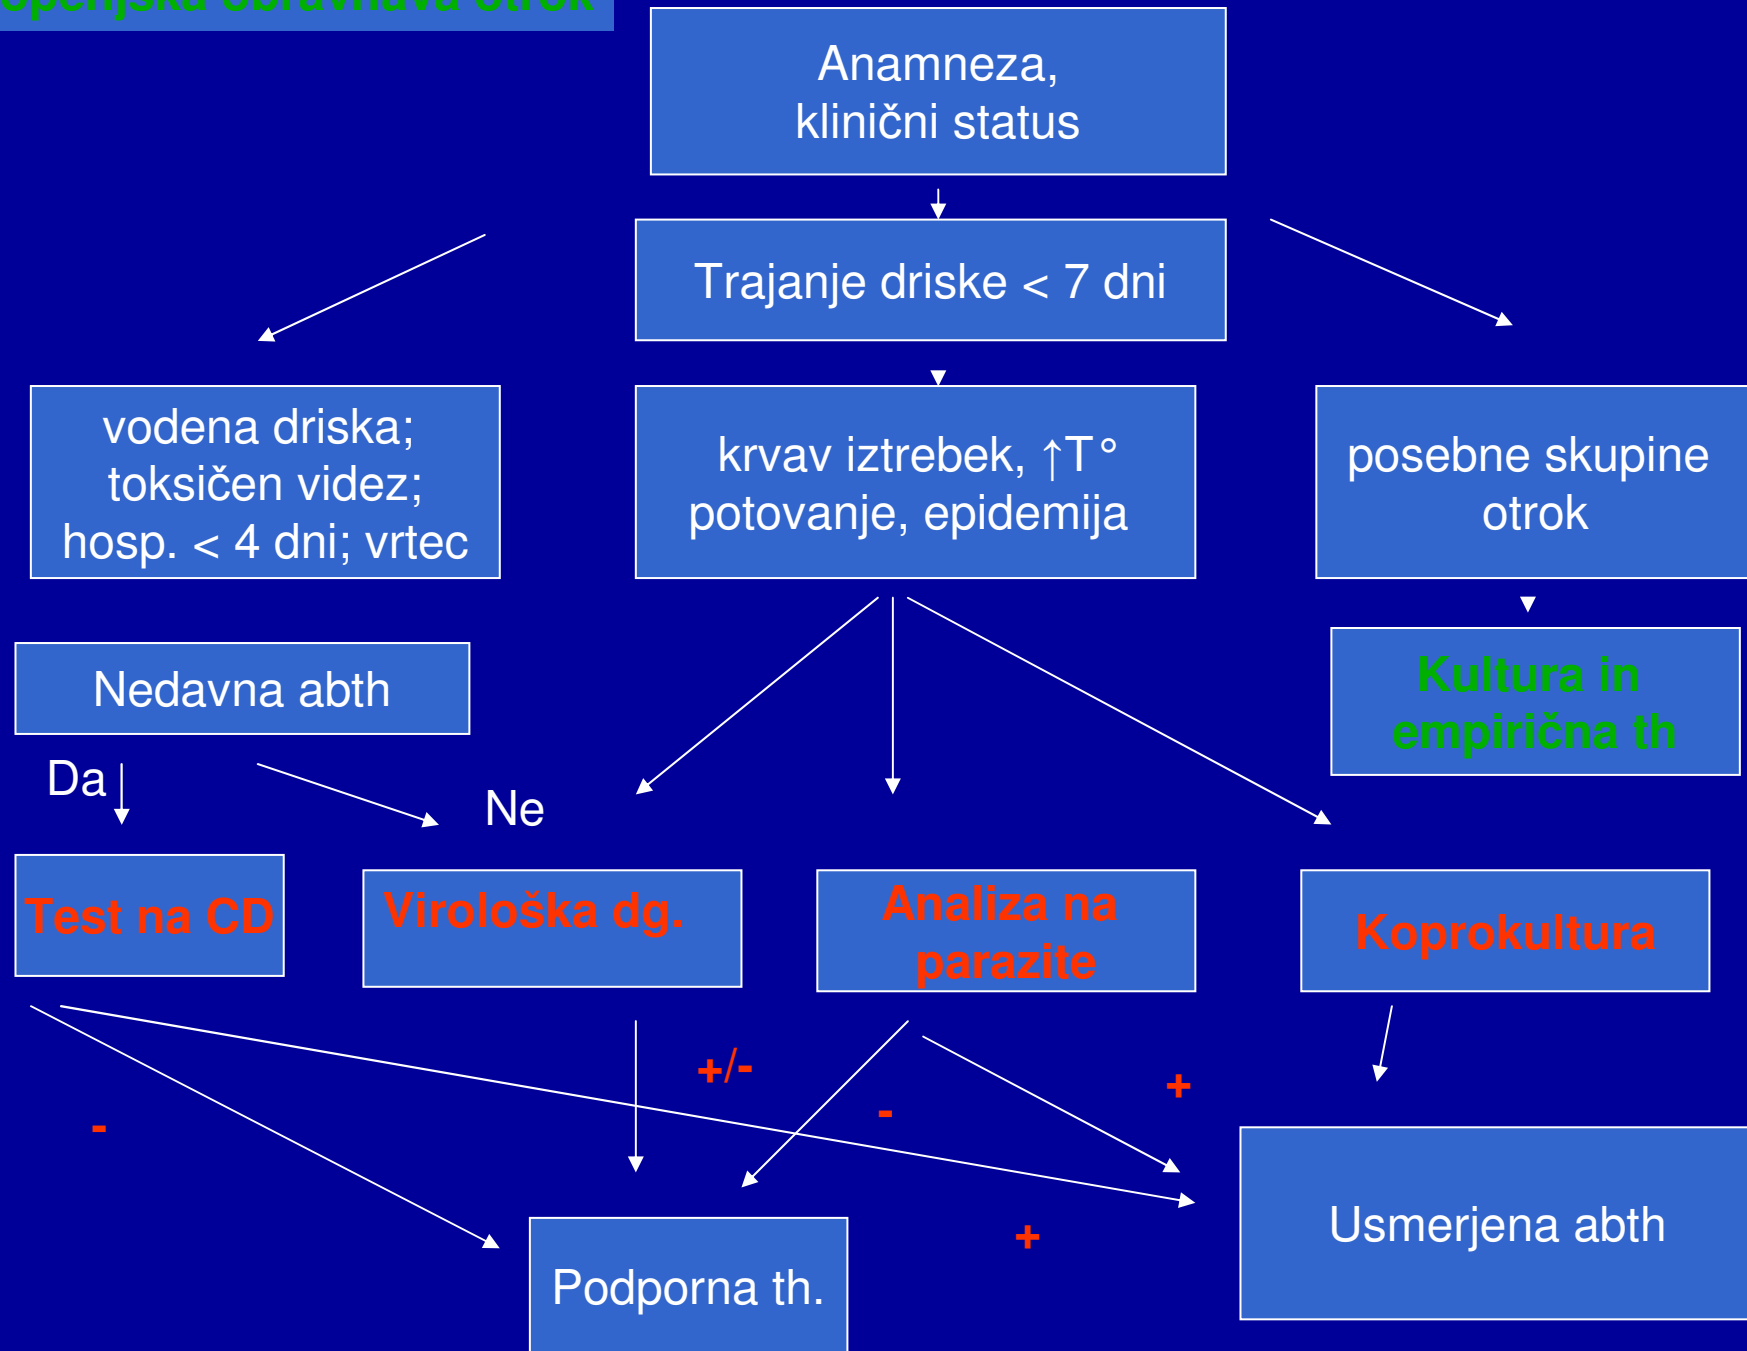 obravnava otrok
Anamneza,
klinični status
Trajanje driske < 7 dni
vodena driska;
toksičen videz;
hosp. < 4 dni; vrtec
krvav iztrebek, ↑T°
potovanje, epidemija
posebne skupine
otrok
Nedavna abth
Kultura in
empirična th
Da
Ne
Test na CD
Virološka dg.
Analiza na
parazite
Koprokultura
+/-
-
+
-
+
Usmerjena abth
Podporna th.